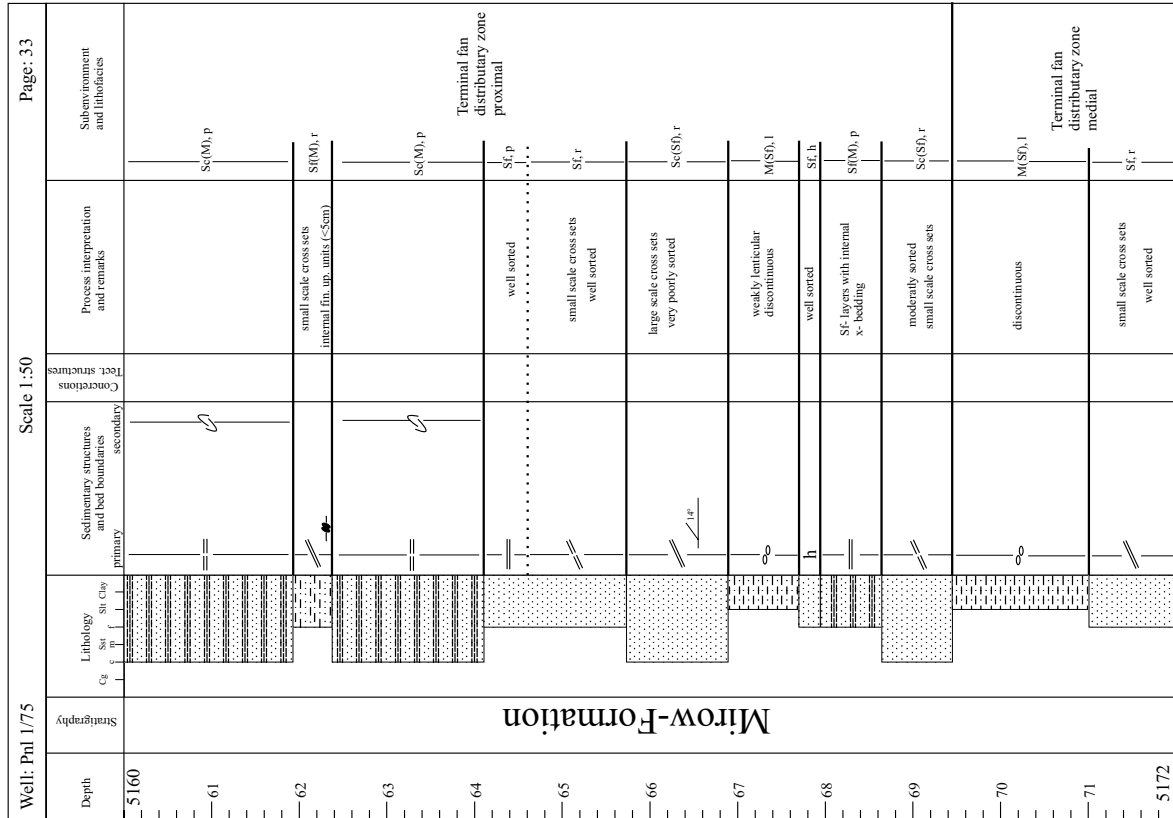 Well: Pnl 1/75
Scale 1:50
Page: 33
Depth
Stratigraphy
Lithology
Cg
c
Sst
m
f
Slt
Clay
Sedimentary structures
and bed boundaries
primary
secondary
Concretions
Tect. structures
Process interpretation
and remarks
Subenvironment
and lithofacies
5160
61
62
63
64
65
66
67
68
69
70
71
5172
Mirow-Formation
h
14°
small scale cross sets
internal fin. up. units (<5cm)
well sorted
small scale cross sets
well sorted
large scale cross sets
very poorly sorted
weakly lenticular
discontinuous
well sorted
Sf- layers with internal
x- bedding
moderatly sorted
small scale cross sets
discontinuous
small scale cross sets
well sorted
Sc(M), p
Sf(M), r
Sc(M), p
Sf, p
Sf, r
Sc(Sf), r
M(Sf), l
Sf, h
Sf(M), p
Sc(Sf), r
M(Sf), l
Sf, r
Terminal fan
distributary zone
proximal
Terminal fan
distributary zone
medial